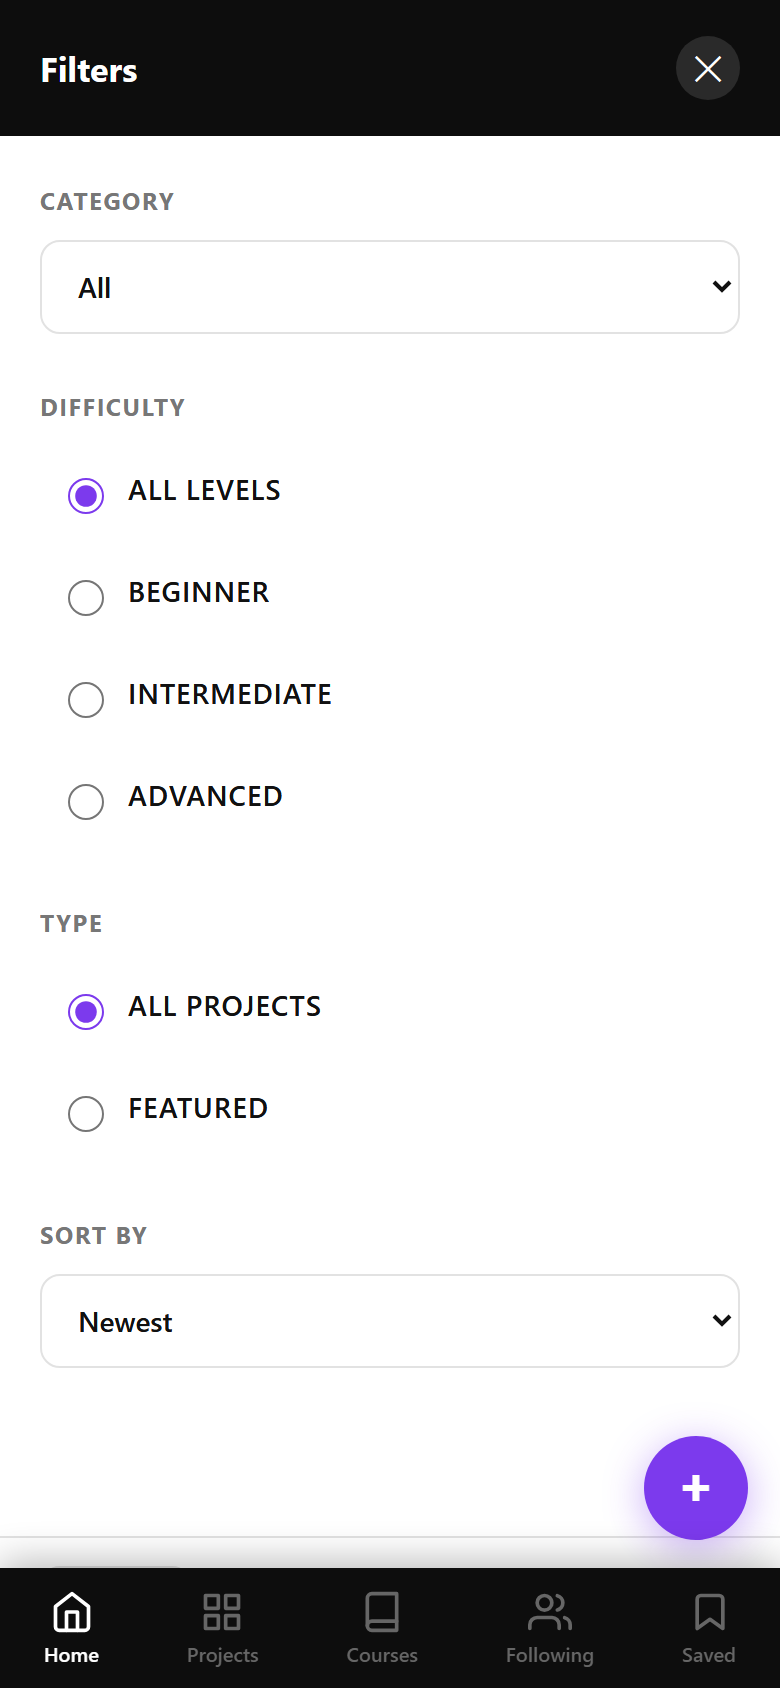 Filters
CATEGORY
All
DIFFICULTY
ALL LEVELS
BEGINNER
INTERMEDIATE
ADVANCED
TYPE
ALL PROJECTS
FEATURED
SORT BY
Newest
+
Home Projects Courses Following Saved